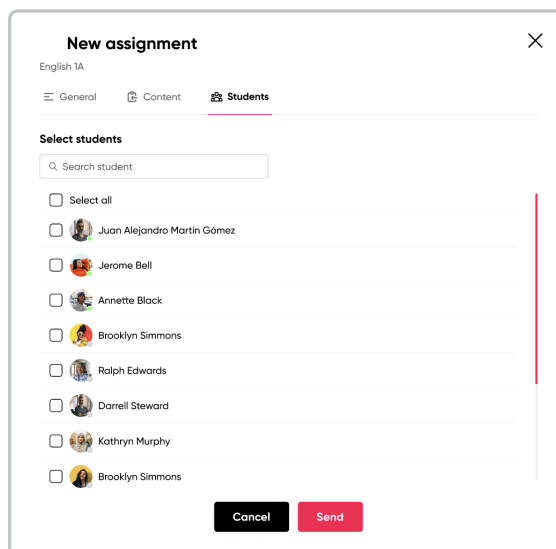 New assignment
English 1A
General Content Students
Select students
Search student
Select all
Juan Alejandro Martín Gómez
Jerome Bell
Annette Black
Brooklyn Simmons
Ralph Edwards
Darrell Steward
Kathryn Murphy
Brooklyn Simmons
Cancel Send